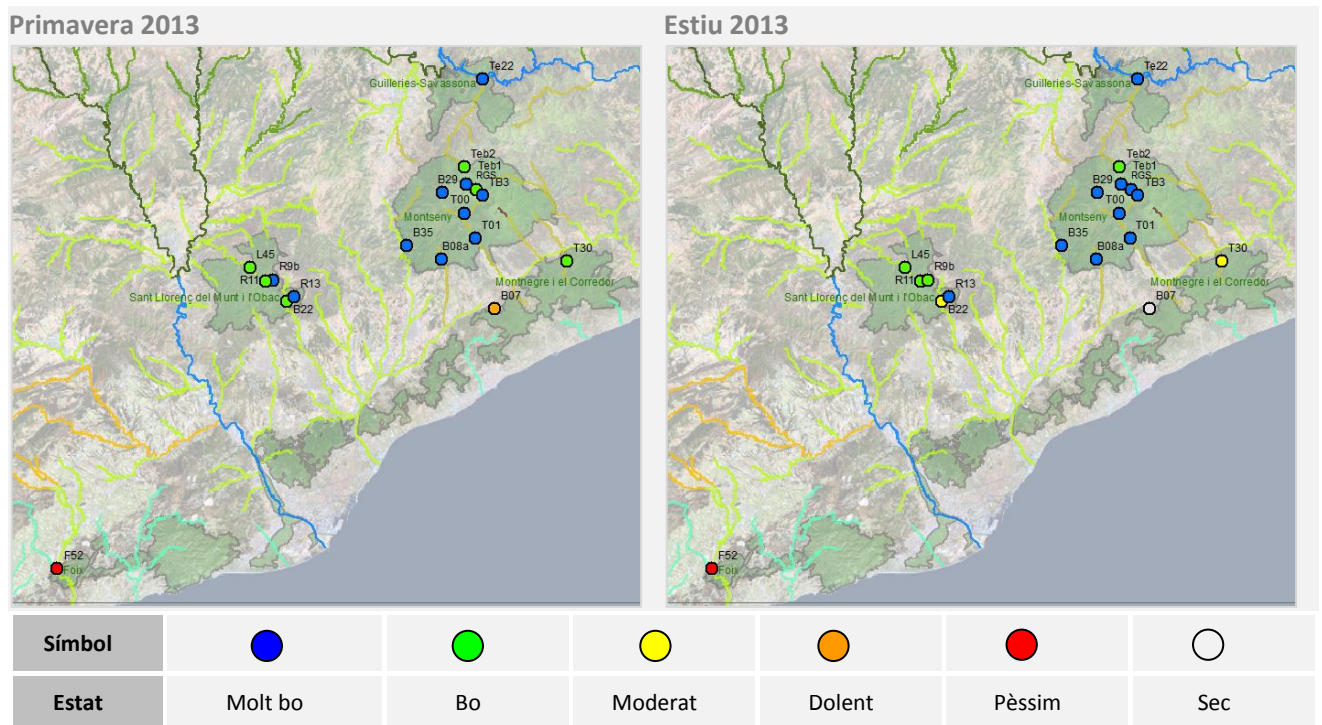 Primavera 2013
Te22
Guilleries-Savassona
Teb2
Teb1
B29
RGS
TB3
T00
Montseny
T01
B35
B08a
T30
L45
R11
R9b
Montnegre i el Corredor
R13
Sant Llorenç del Munt i l'Obac
B22
B07
F52
Foix
Estiu 2013
Te22
Guilleries-Savassona
Teb2
Teb1
B29
RGS
TB3
T00
Montseny
T01
B35
B08a
T30
L45
R11
R9b
Montnegre i el Corredor
R13
Sant Llorenç del Munt i l'Obac
B22
B07
F52
Foix
Símbol
Estat Molt bo Bo Moderat Dolent Pèssim Sec